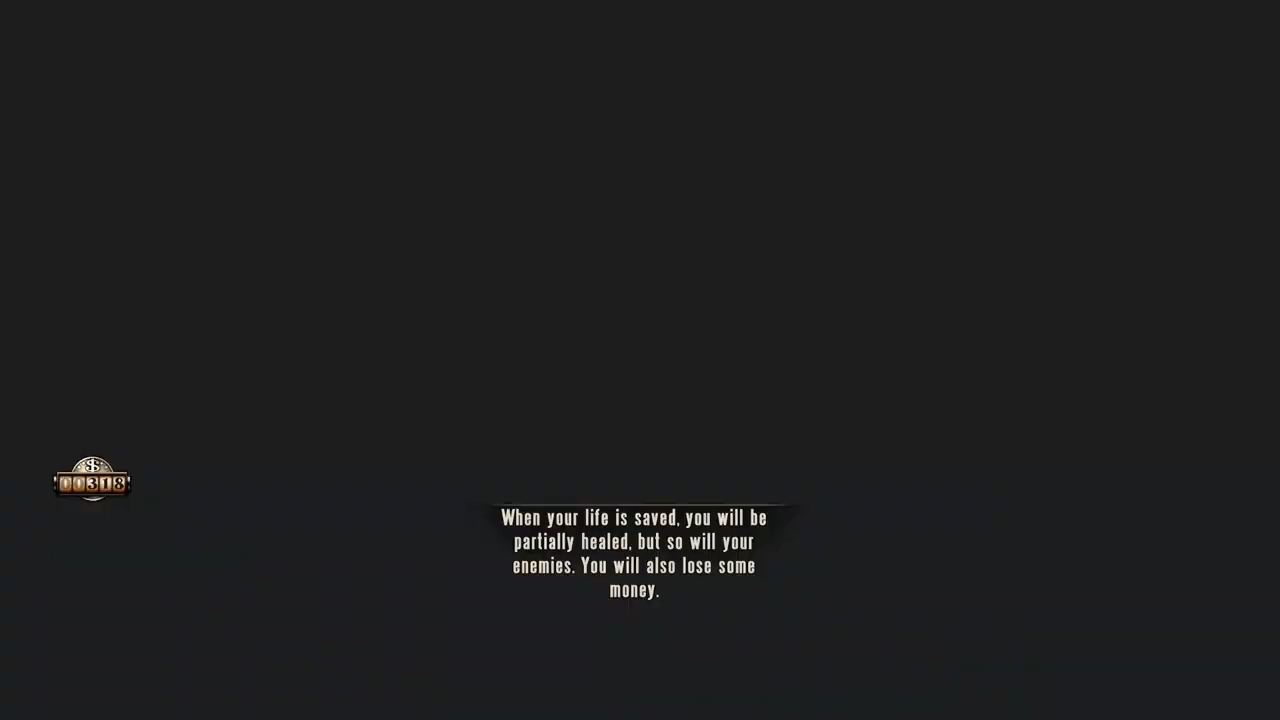 $
00318
When your life is saved, you will be
partially healed, but so will your
enemies. You will also lose some
money.